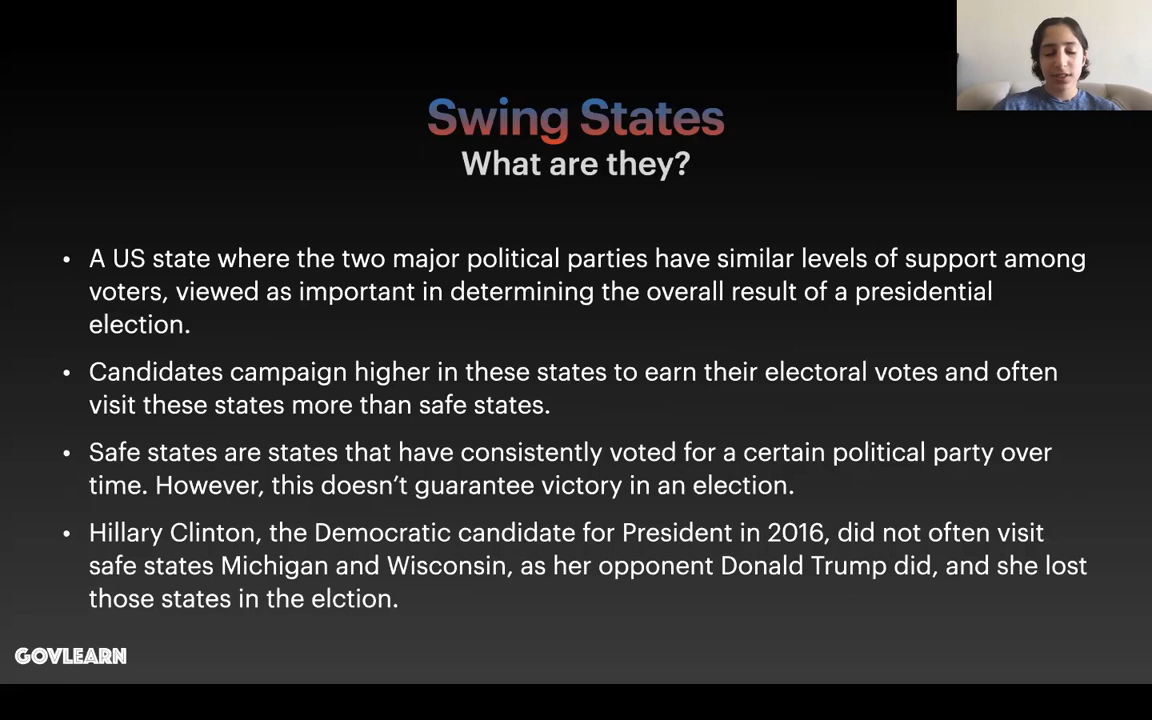 Swing States
What are they?
• A US state where the two major political parties have similar levels of support among
voters, viewed as important in determining the overall result of a presidential
election.
• Candidates campaign higher in these states to earn their electoral votes and often
visit these states more than safe states.
• Safe states are states that have consistently voted for a certain political party over
time. However, this doesn’t guarantee victory in an election.
• Hillary Clinton, the Democratic candidate for President in 2016, did not often visit
safe states Michigan and Wisconsin, as her opponent Donald Trump did, and she lost
those states in the elction.
GOVLEARN